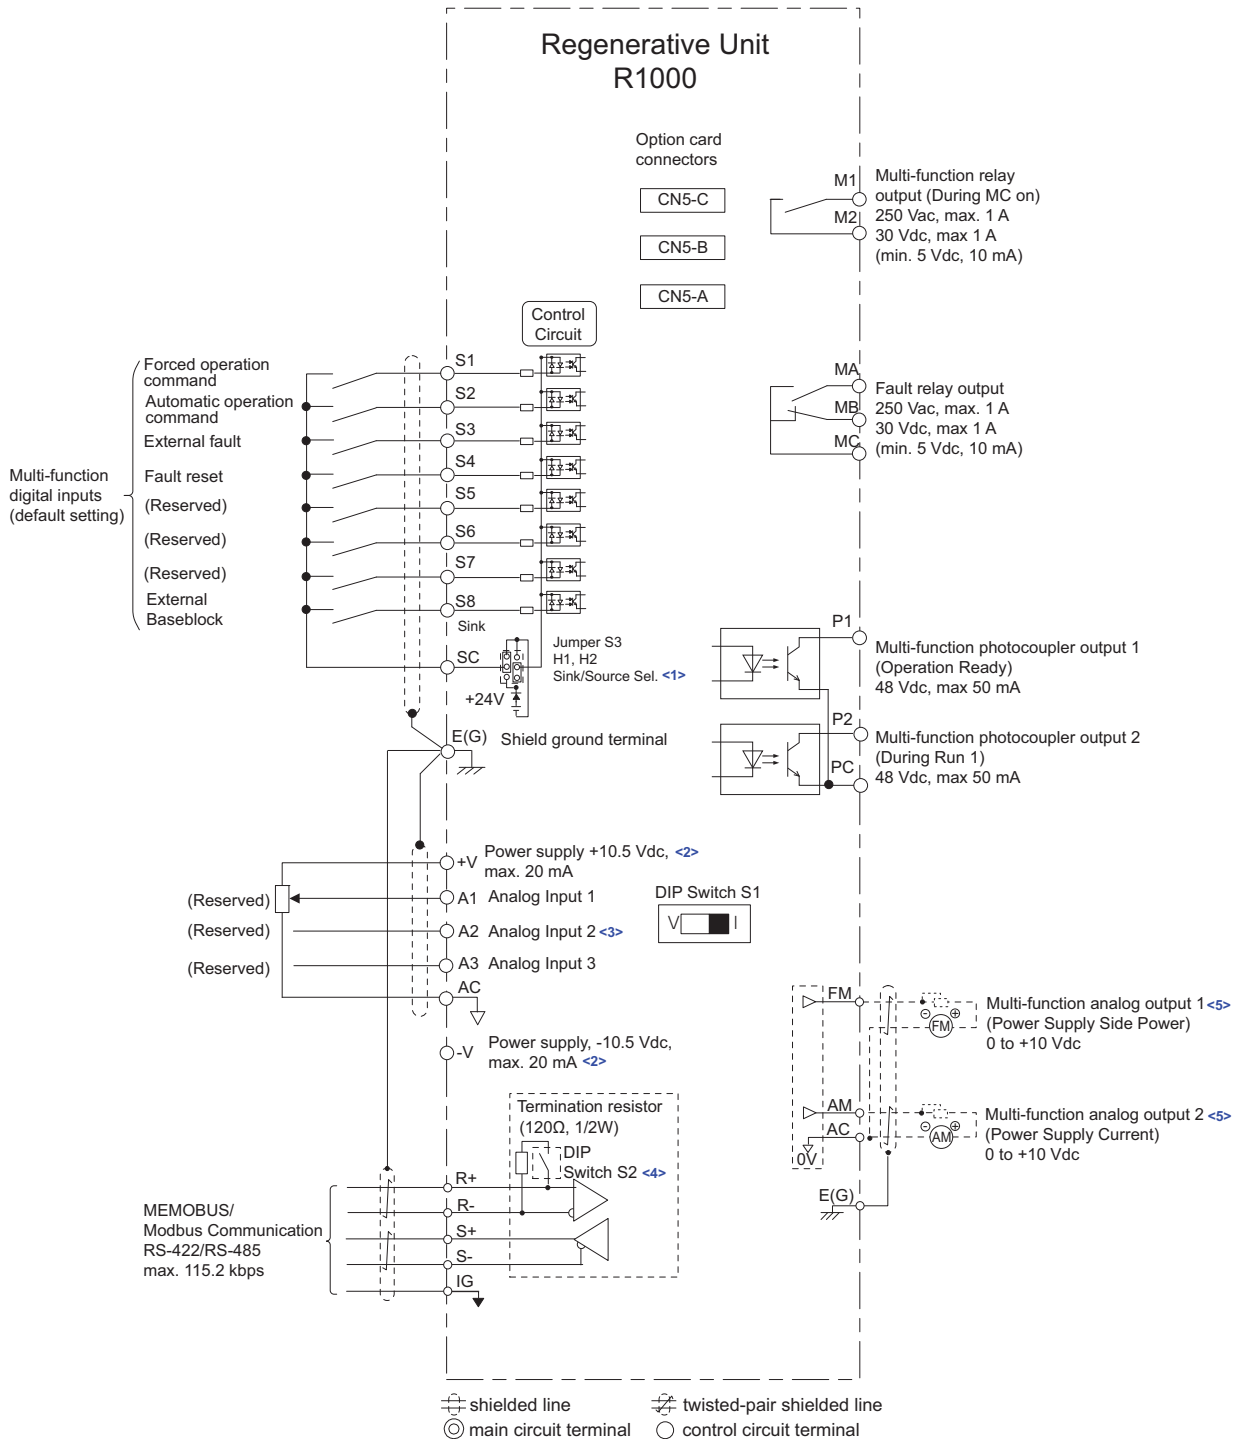 Regenerative Unit
R1000
Option card
connectors
CN5-C
CN5-B
CN5-A
M1
M2
Multi-function relay
output (During MC on)
250 Vac, max. 1 A
30 Vdc, max 1 A
(min. 5 Vdc, 10 mA)
Control
Circuit
Multi-function
digital inputs
(default setting)
Forced operation
command
Automatic operation
command
External fault
Fault reset
(Reserved)
(Reserved)
(Reserved)
External
Baseblock
S1
S2
S3
S4
S5
S6
S7
S8
Sink
SC
+24V
Jumper S3
H1, H2
Sink/Source Sel. <1>
MA
MB
MC
Fault relay output
250 Vac, max. 1 A
30 Vdc, max 1 A
(min. 5 Vdc, 10 mA)
P1
Multi-function photocoupler output 1
(Operation Ready)
48 Vdc, max 50 mA
P2
PC
Multi-function photocoupler output 2
(During Run 1)
48 Vdc, max 50 mA
E(G)
Shield ground terminal
+V
Power supply +10.5 Vdc, <2>
max. 20 mA
(Reserved)
A1 Analog Input 1
(Reserved)
A2 Analog Input 2 <3>
(Reserved)
A3 Analog Input 3
AC
DIP Switch S1
V
I
-V
Power supply, -10.5 Vdc,
max. 20 mA <2>
FM
FM
Multi-function analog output 1 <5>
(Power Supply Side Power)
0 to +10 Vdc
AM
AC
0V
AM
Multi-function analog output 2 <5>
(Power Supply Current)
0 to +10 Vdc
E(G)
Termination resistor
(120Ω, 1/2W)
DIP
Switch S2 <4>
MEMOBUS/
Modbus Communication
RS-422/RS-485
max. 115.2 kbps
R+
R-
S+
S-
IG
shielded line
twisted-pair shielded line
main circuit terminal
control circuit terminal